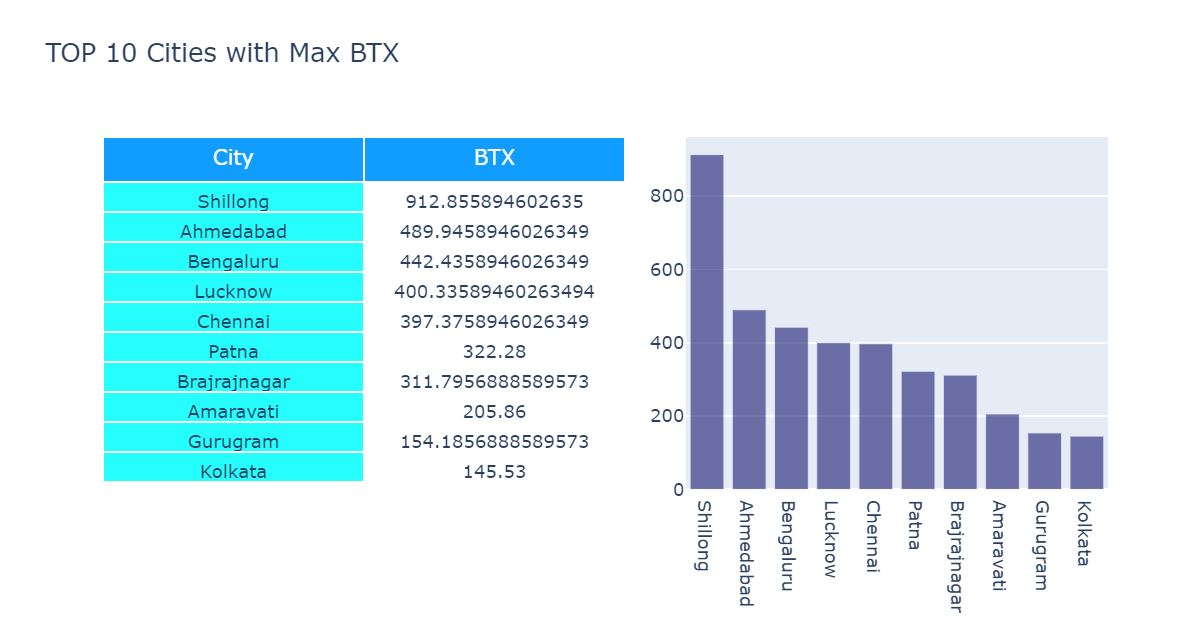 TOP 10 Cities with Max BTX
City BTX
Shillong 912.855894602635
Ahmedabad 489.9458946026349
Bengaluru 442.4358946026349
Lucknow 400.33589460263494
Chennai 397.3758946026349
Patna 322.28
Brajrajnagar 311.7956888589573
Amaravati 205.86
Gurugram 154.1856888589573
Kolkata 145.53
800
600
400
200
0
Shillong
Ahmedabad
Bengaluru
Lucknow
Chennai
Patna
Brajrajnagar
Amaravati
Gurugram
Kolkata